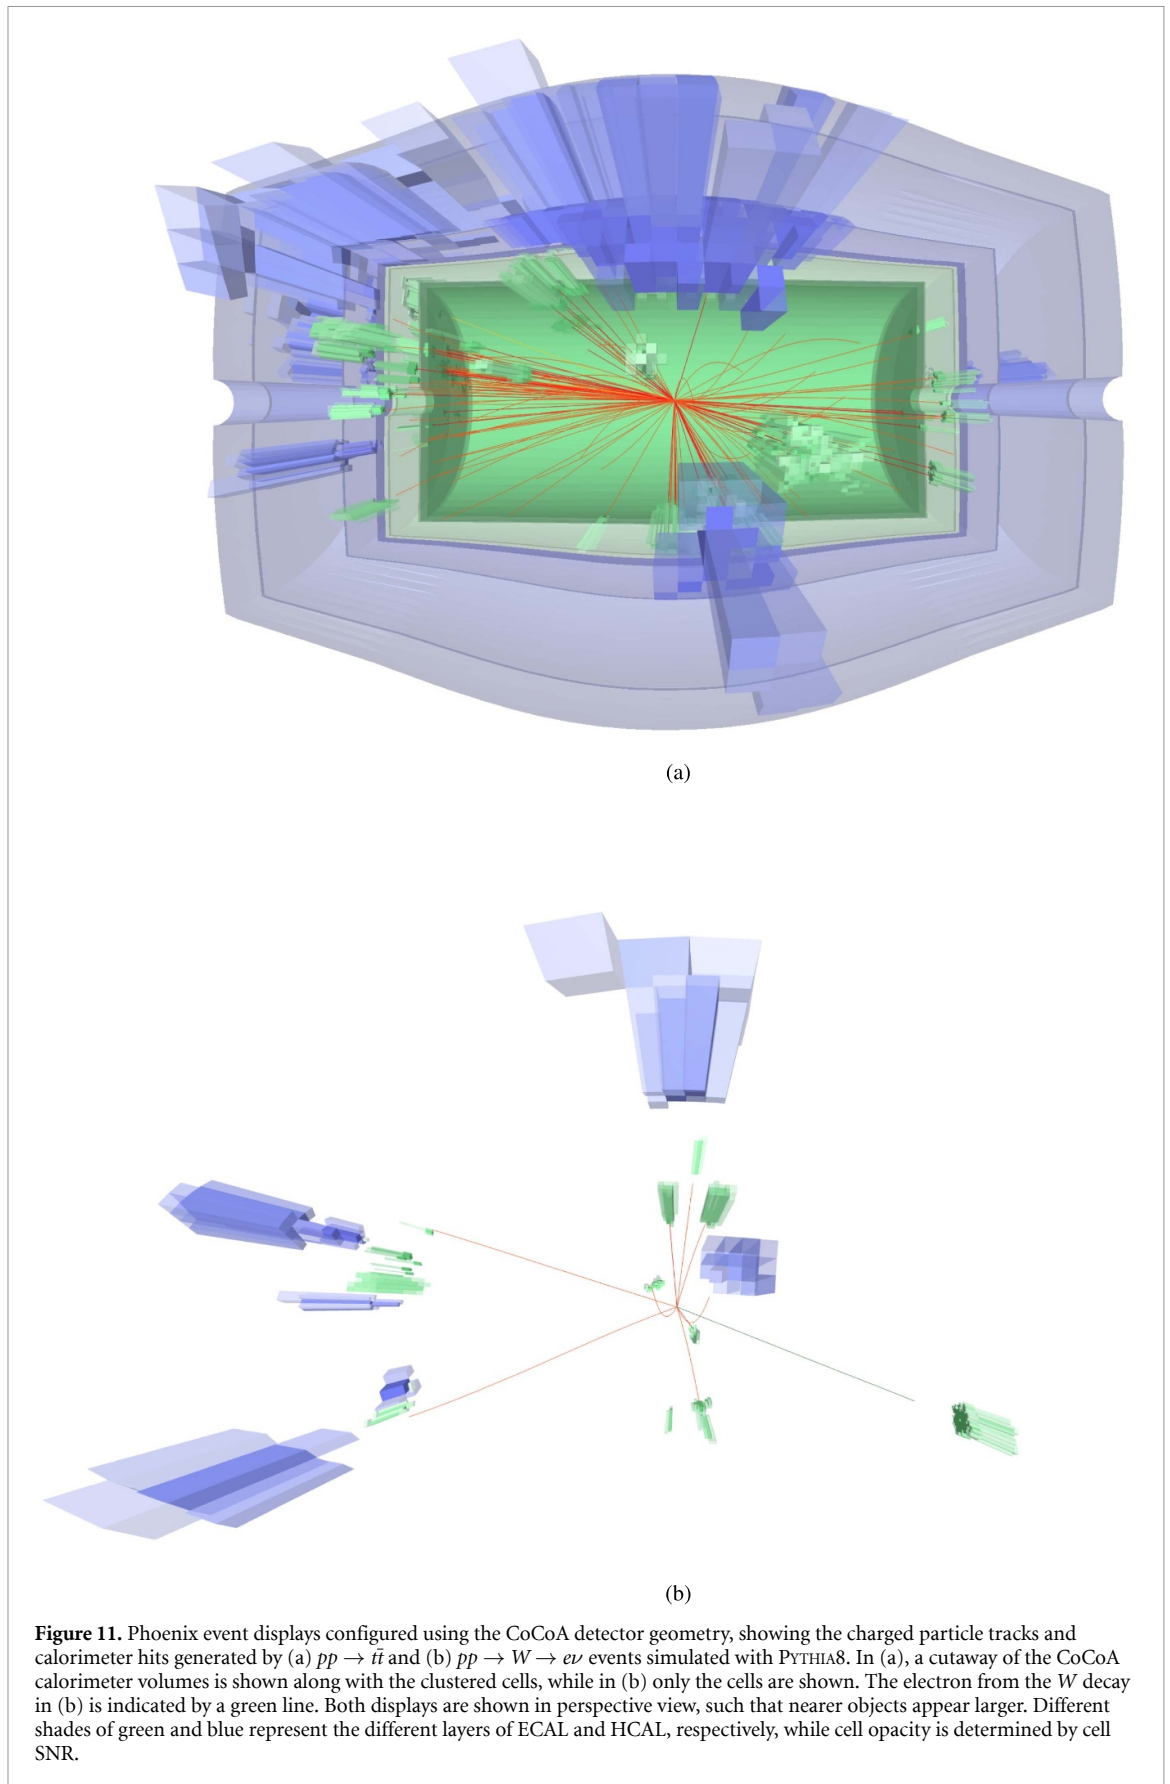 (a)
(b)
Figure 11. Phoenix event displays configured using the CoCoA detector geometry, showing the charged particle tracks and
calorimeter hits generated by (a) pp → tt̄ and (b) pp → W → eν events simulated with PYTHIA8. In (a), a cutaway of the CoCoA
calorimeter volumes is shown along with the clustered cells, while in (b) only the cells are shown. The electron from the W decay
in (b) is indicated by a green line. Both displays are shown in perspective view, such that nearer objects appear larger. Different
shades of green and blue represent the different layers of ECAL and HCAL, respectively, while cell opacity is determined by cell
SNR.